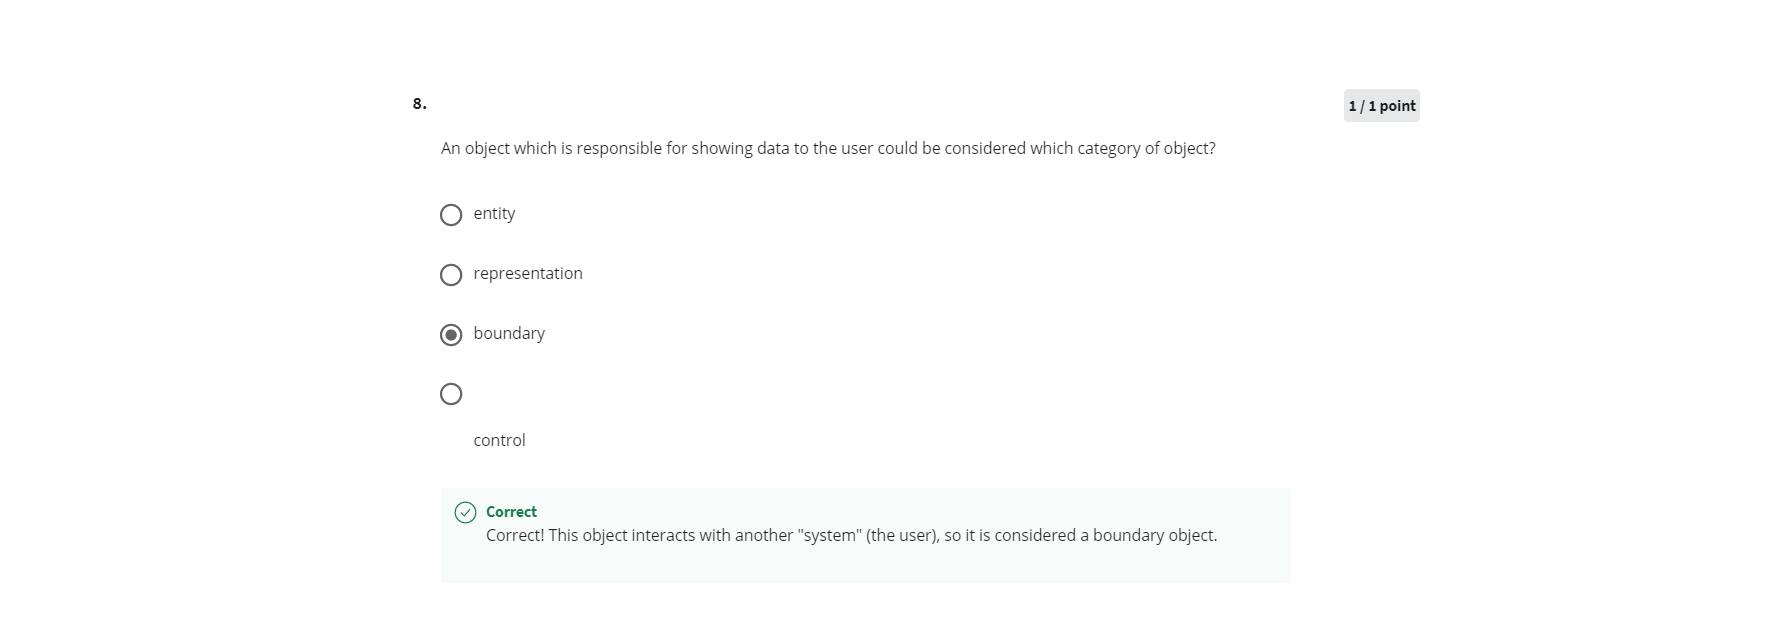 8.
1 / 1 point
An object which is responsible for showing data to the user could be considered which category of object?
entity
representation
boundary
control
Correct
Correct! This object interacts with another "system" (the user), so it is considered a boundary object.